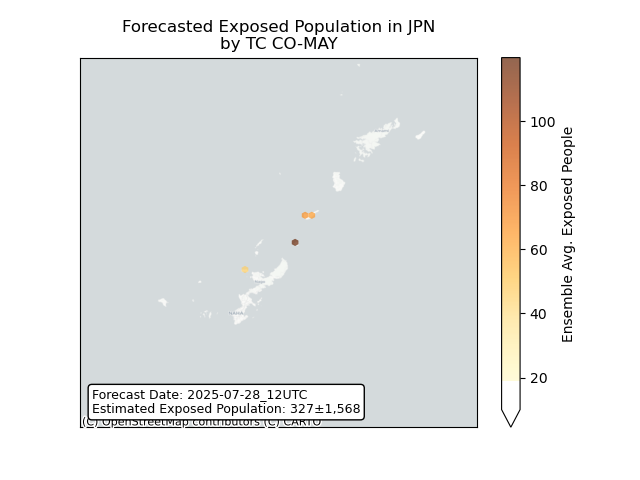 Forecasted Exposed Population in JPN
by TC CO-MAY
100
80
60
40
20
Ensemble Avg. Exposed People
Forecast Date: 2025-07-28_12UTC
Estimated Exposed Population: 327±1,568
(C) OpenStreetMap contributors (C) CARTO